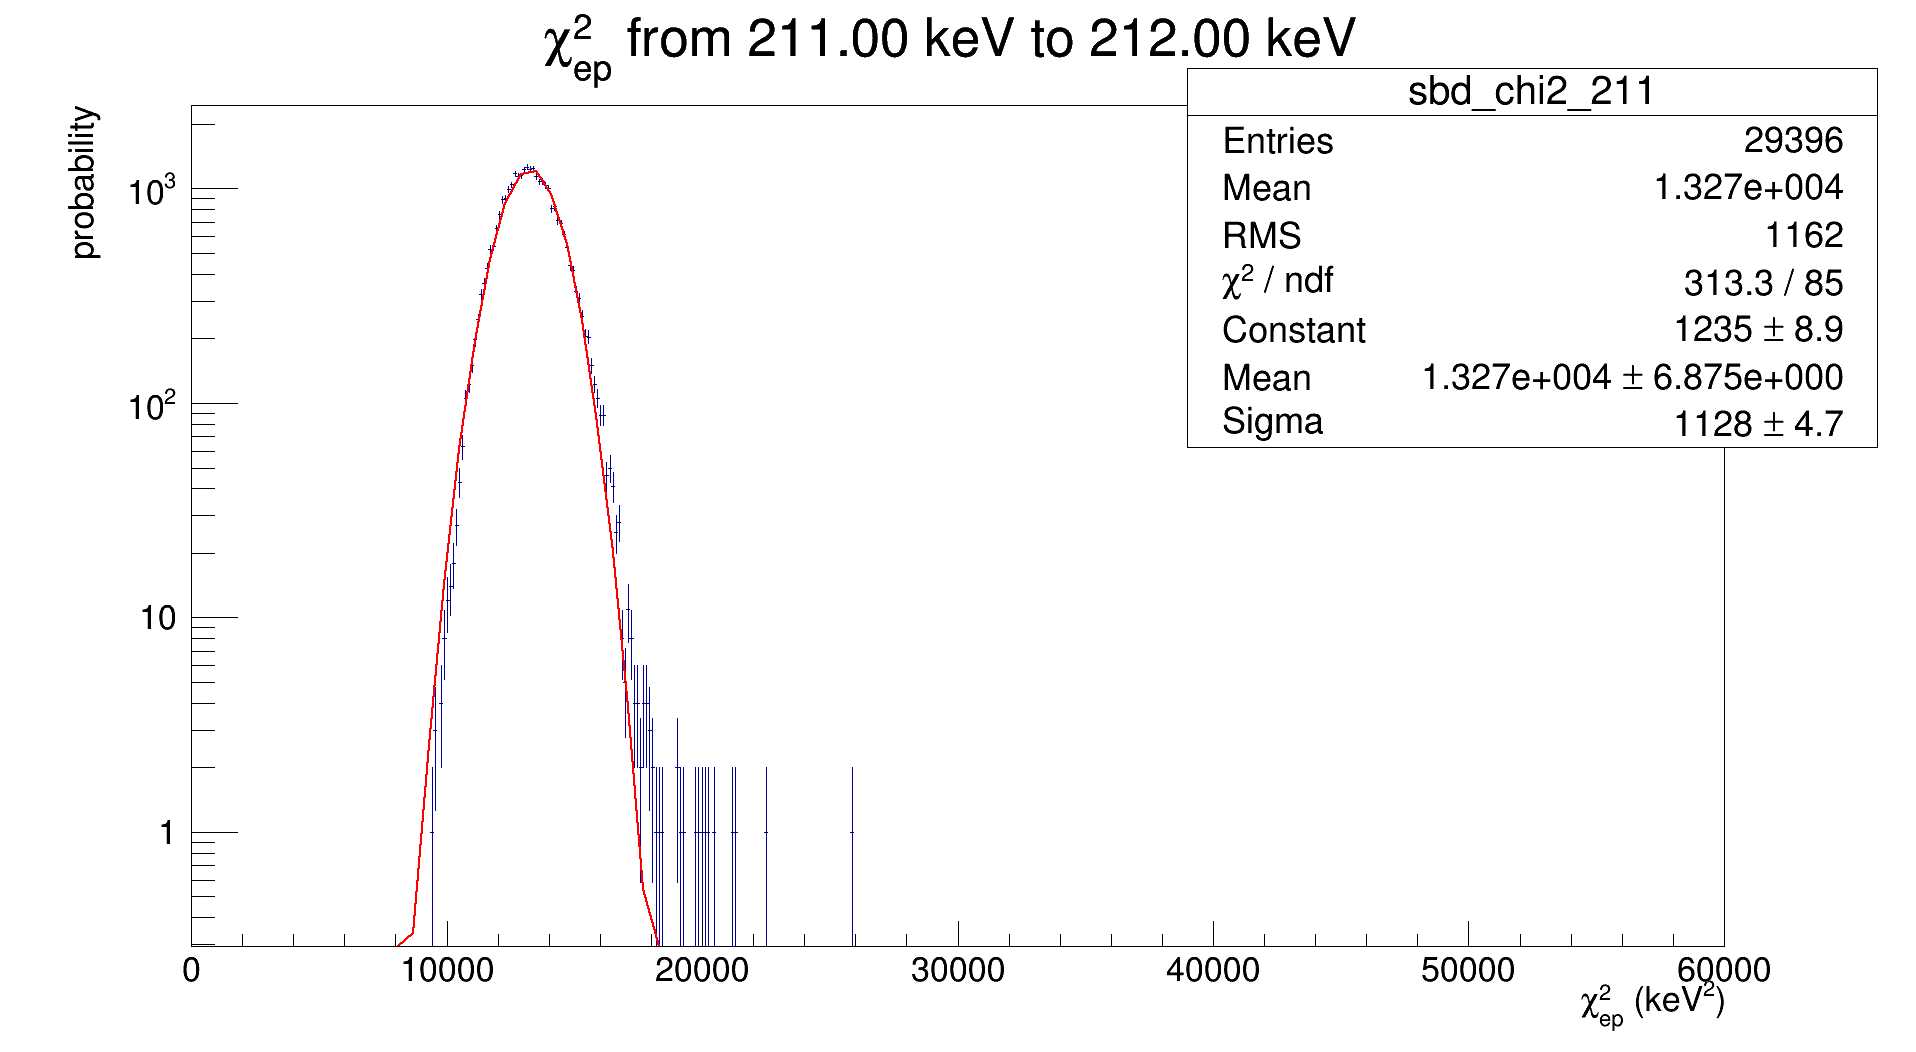 χ²ep from 211.00 keV to 212.00 keV
sbd_chi2_211
Entries 29396
Mean 1.327e+004
RMS 1162
χ² / ndf 313.3 / 85
Constant 1235 ± 8.9
Mean 1.327e+004 ± 6.875e+000
Sigma 1128 ± 4.7
probability
10³
10²
10
1
0 10000 20000 30000 40000 50000 60000
χ²ep (keV²)